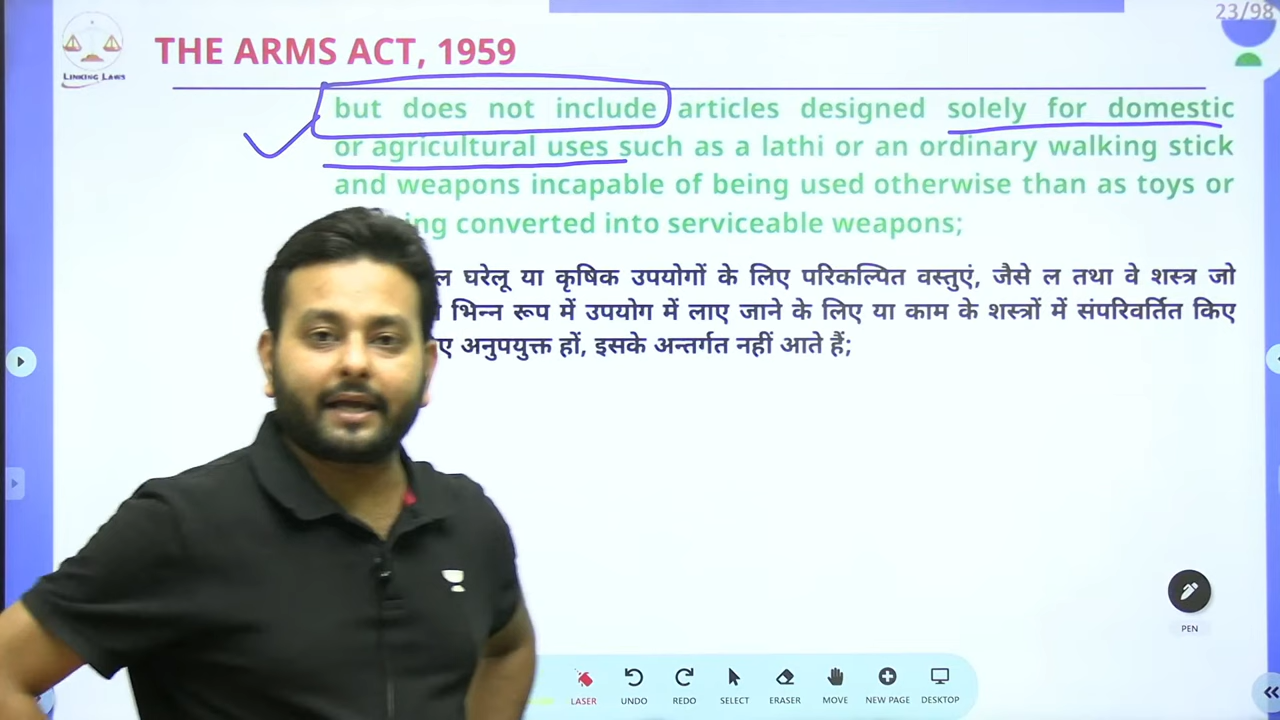 23/98
LINKING LAWS
THE ARMS ACT, 1959
but does not include articles designed solely for domestic
or agricultural uses such as a lathi or an ordinary walking stick
and weapons incapable of being used otherwise than as toys or
converted into serviceable weapons;
घरेलू या कृषिक उपयोगों के लिए परिकल्पित वस्तुएं, जैसे ल तथा वे शस्त्र जो
भिन्न रूप में उपयोग में लाए जाने के लिए या काम के शस्त्रों में संपरिवर्तित किए
अनुपयुक्त हों, इसके अन्तर्गत नहीं आते हैं;
PEN
LASER
UNDO
REDO
SELECT
ERASER
MOVE
NEW PAGE
DESKTOP